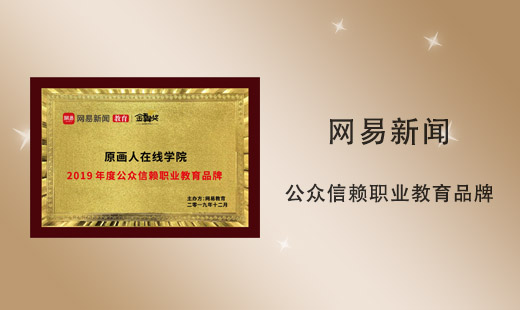 网易 网易新闻 教育 金翼奖
原画人在线学院
2019 年度公众信赖职业教育品牌
主办方:网易教育
二零一九年十二月
网易新闻
公众信赖职业教育品牌